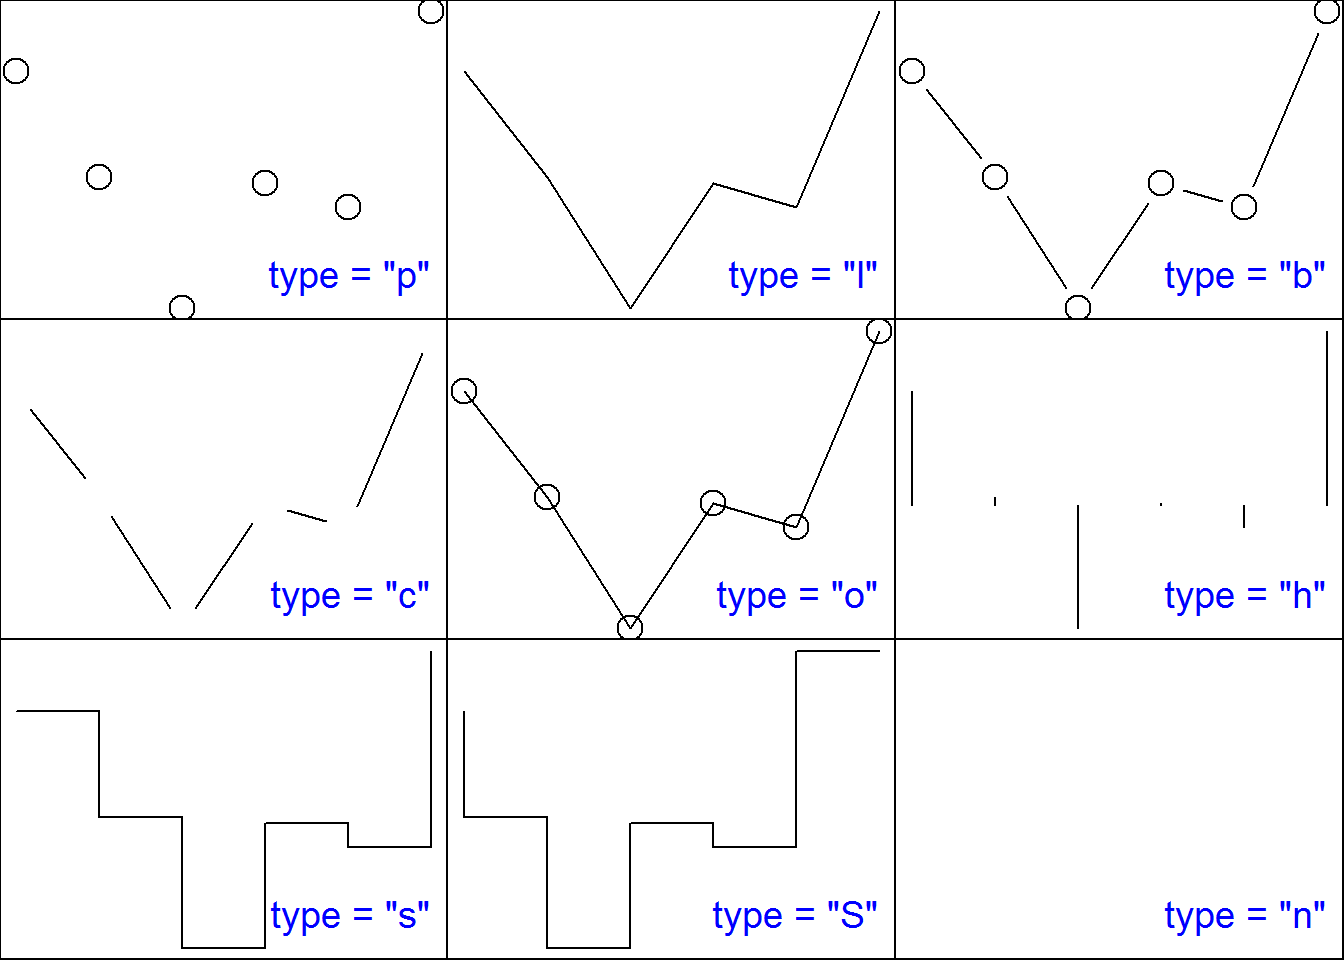 type = "p"
type = "l"
type = "b"
type = "c"
type = "o"
type = "h"
type = "s"
type = "S"
type = "n"